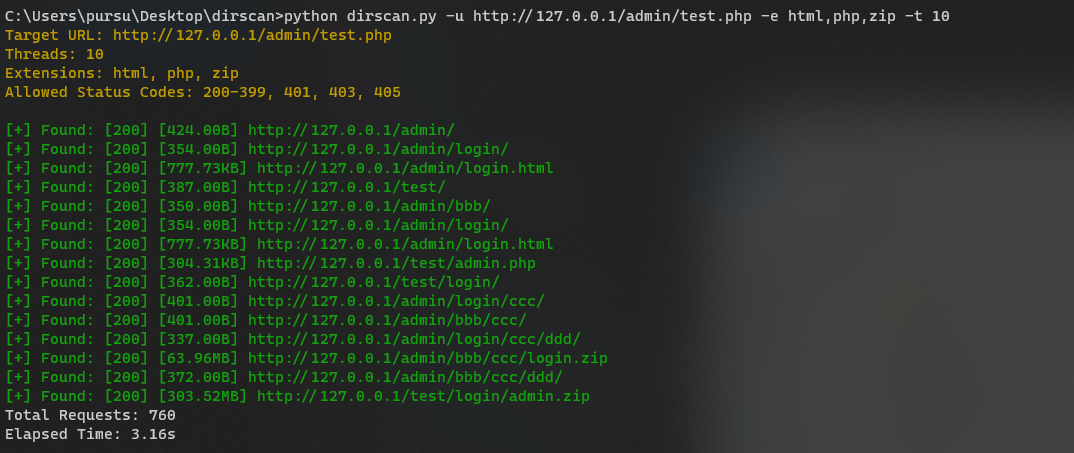 C:\Users\pursu\Desktop\dirscan>python dirscan.py -u http://127.0.0.1/admin/test.php -e html,php,zip -t 10
Target URL: http://127.0.0.1/admin/test.php
Threads: 10
Extensions: html, php, zip
Allowed Status Codes: 200-399, 401, 403, 405
[+] Found: [200] [424.00B] http://127.0.0.1/admin/
[+] Found: [200] [354.00B] http://127.0.0.1/admin/login/
[+] Found: [200] [777.73KB] http://127.0.0.1/admin/login.html
[+] Found: [200] [387.00B] http://127.0.0.1/test/
[+] Found: [200] [350.00B] http://127.0.0.1/admin/bbb/
[+] Found: [200] [354.00B] http://127.0.0.1/admin/login/
[+] Found: [200] [777.73KB] http://127.0.0.1/admin/login.html
[+] Found: [200] [304.31KB] http://127.0.0.1/test/admin.php
[+] Found: [200] [362.00B] http://127.0.0.1/test/login/
[+] Found: [200] [401.00B] http://127.0.0.1/admin/login/ccc/
[+] Found: [200] [401.00B] http://127.0.0.1/admin/bbb/ccc/
[+] Found: [200] [337.00B] http://127.0.0.1/admin/login/ccc/ddd/
[+] Found: [200] [63.96MB] http://127.0.0.1/admin/bbb/ccc/login.zip
[+] Found: [200] [372.00B] http://127.0.0.1/admin/bbb/ccc/ddd/
[+] Found: [200] [303.52MB] http://127.0.0.1/test/login/admin.zip
Total Requests: 760
Elapsed Time: 3.16s